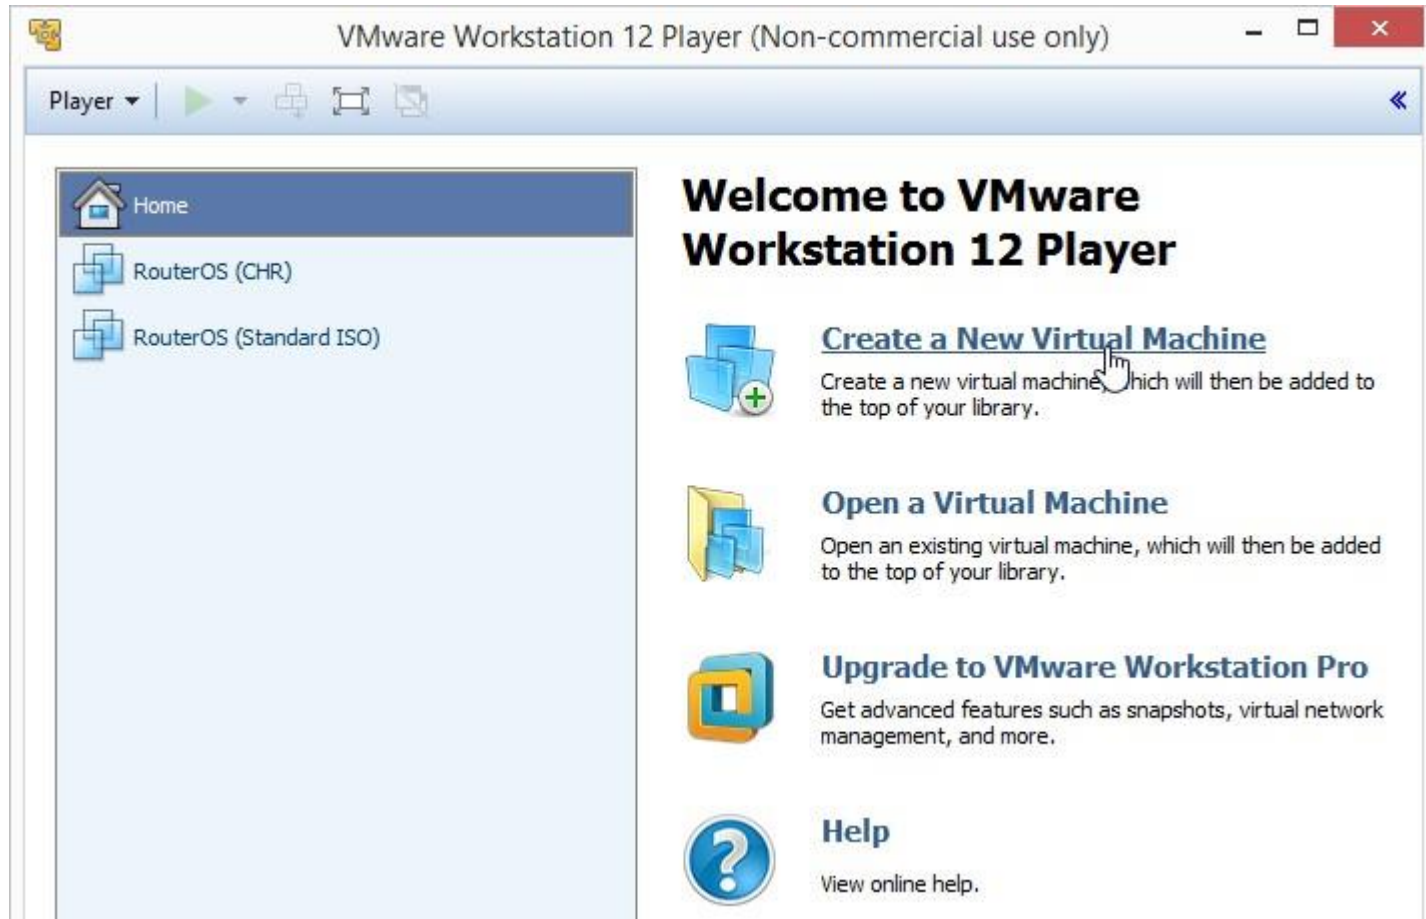 VMware Workstation 12 Player (Non-commercial use only)
Player
Home
RouterOS (CHR)
RouterOS (Standard ISO)
Welcome to VMware
Workstation 12 Player
Create a New Virtual Machine
Create a new virtual machine, which will then be added to
the top of your library.
Open a Virtual Machine
Open an existing virtual machine, which will then be added
to the top of your library.
Upgrade to VMware Workstation Pro
Get advanced features such as snapshots, virtual network
management, and more.
Help
View online help.